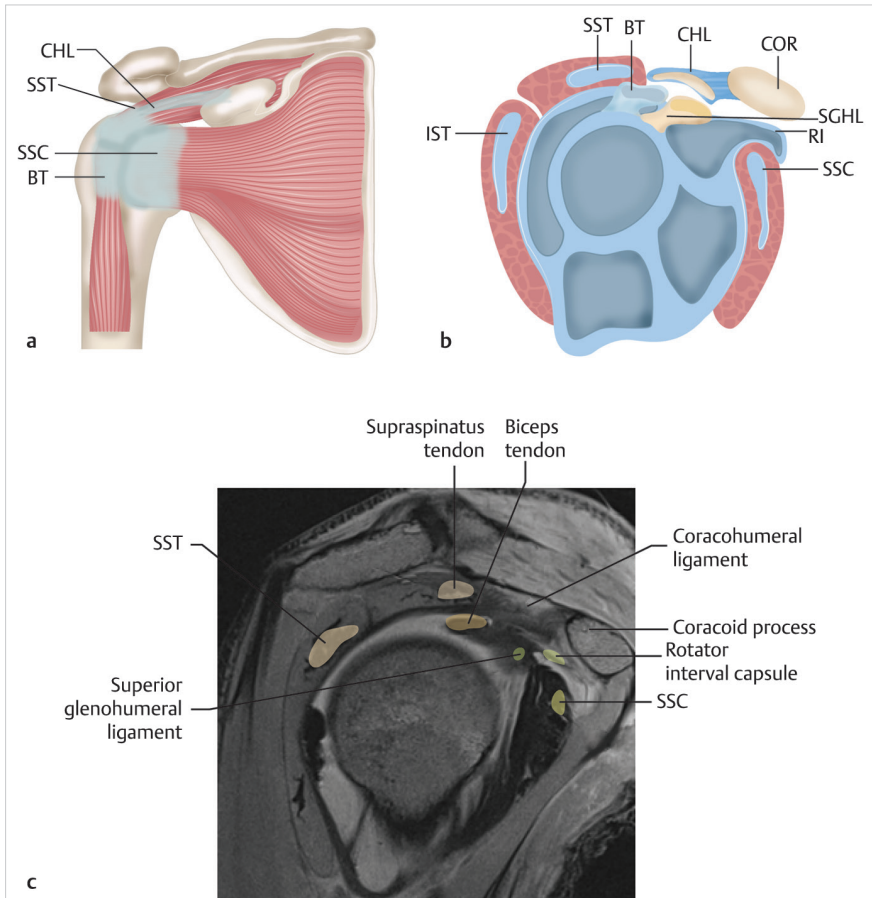 CHL
SST
SSC
BT
a
SST
BT
CHL
COR
IST
SGHL
RI
SSC
b
Supraspinatus
tendon
Biceps
tendon
SST
Coracohumeral
ligament
Coracoid process
Rotator
interval capsule
Superior
glenohumeral
ligament
SSC
c